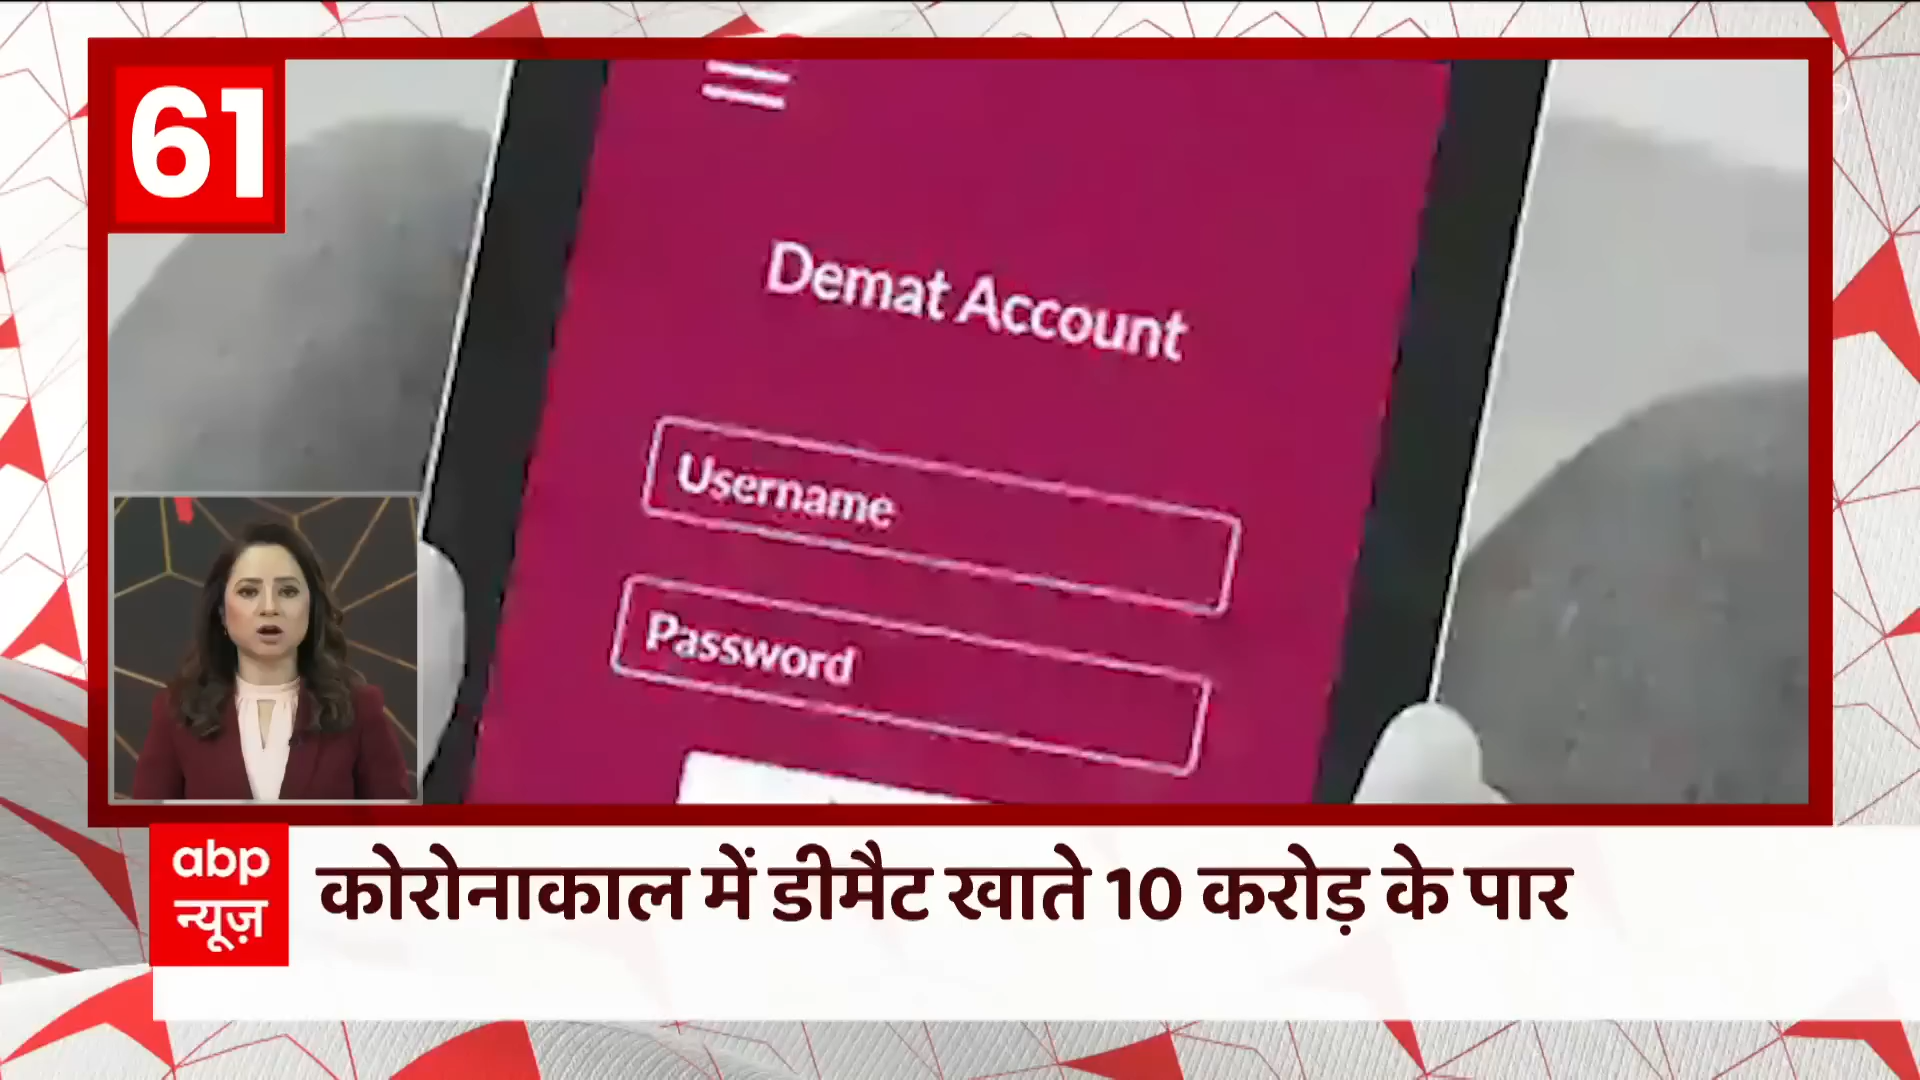 61
Demat Account
Username
Password
abp
न्यूज़
कोरोनाकाल में डीमैट खाते 10 करोड़ के पार